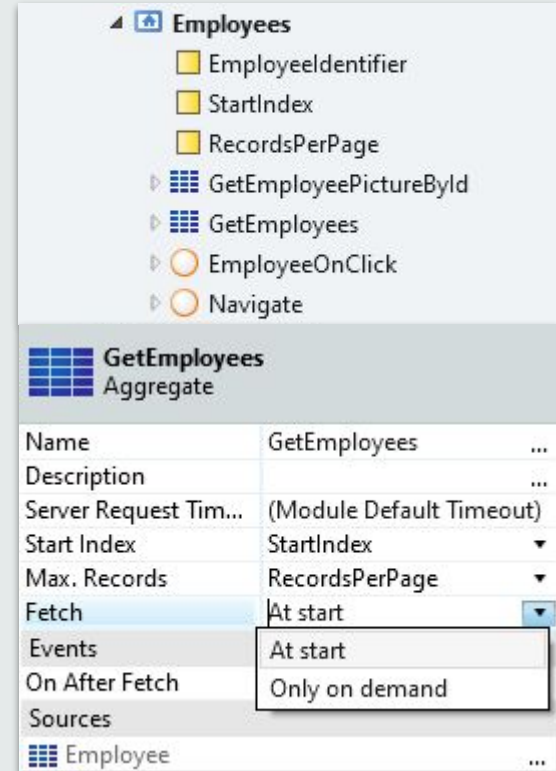 Employees
EmployeeIdentifier
StartIndex
RecordsPerPage
GetEmployeePictureById
GetEmployees
EmployeeOnClick
Navigate
GetEmployees
Aggregate
Name GetEmployees ...
Description ...
Server Request Tim... (Module Default Timeout)
Start Index StartIndex
Max. Records RecordsPerPage
Fetch At start
Events At start
On After Fetch Only on demand
Sources
Employee ...